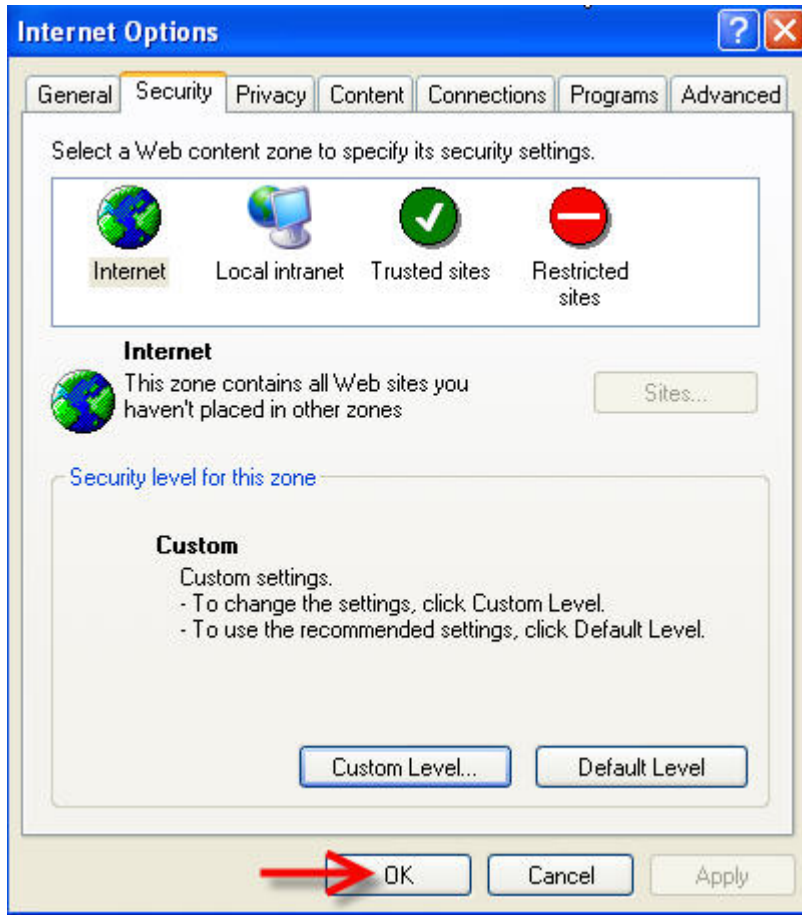 Internet Options
General Security Privacy Content Connections Programs Advanced
Select a Web content zone to specify its security settings.
Internet Local intranet Trusted sites Restricted
sites
Internet
This zone contains all Web sites you
haven't placed in other zones
Sites...
Security level for this zone
Custom
Custom settings.
- To change the settings, click Custom Level.
- To use the recommended settings, click Default Level.
Custom Level... Default Level
OK Cancel Apply